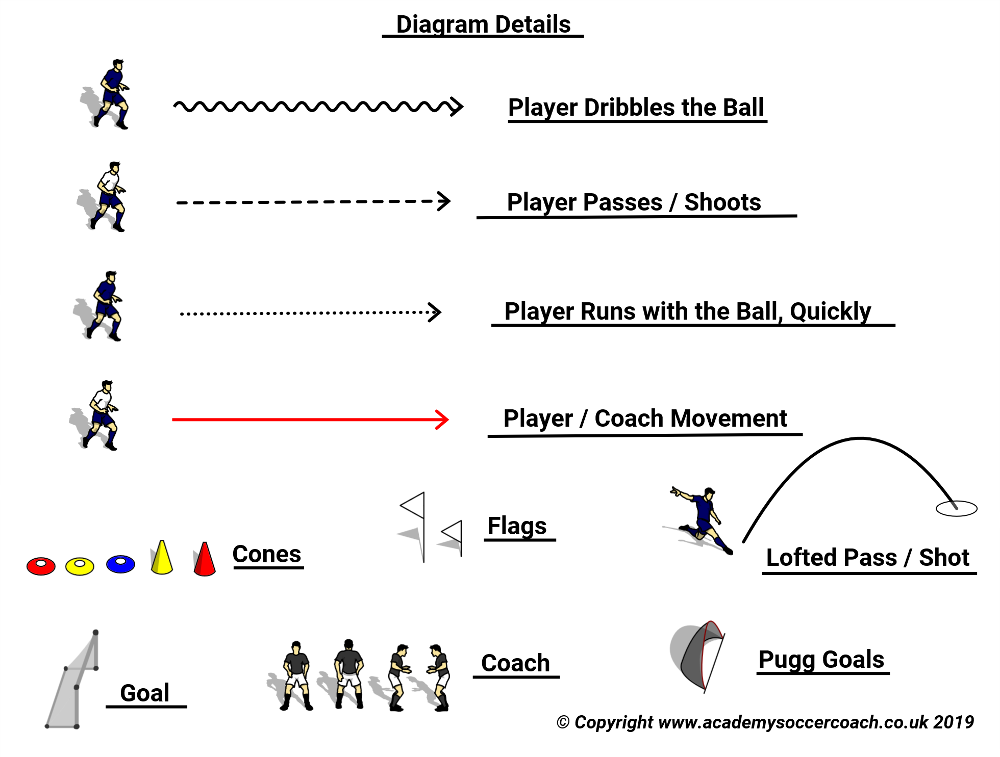 Diagram Details
Player Dribbles the Ball
Player Passes / Shoots
Player Runs with the Ball, Quickly
Player / Coach Movement
Flags
Cones
Lofted Pass / Shot
Goal
Coach
Pugg Goals
© Copyright www.academysoccercoach.co.uk 2019